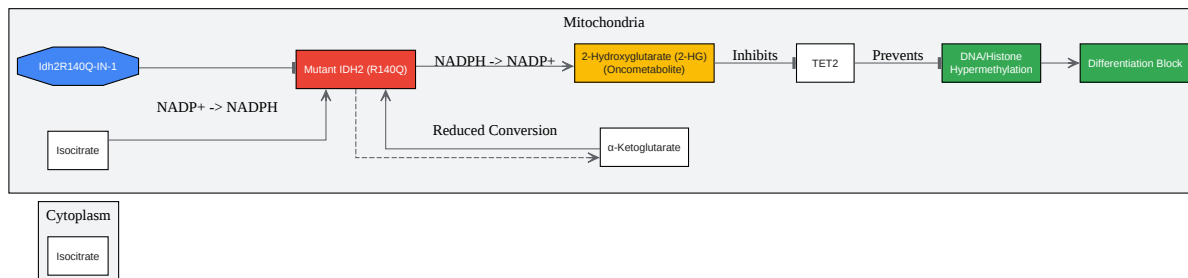 Mitochondria
Idh2R140Q-IN-1
Mutant IDH2 (R140Q)
NADPH -> NADP+
2-Hydroxyglutarate (2-HG)
(Oncometabolite)
Inhibits
TET2
Prevents
DNA/Histone
Hypermethylation
Differentiation Block
NADP+ -> NADPH
Isocitrate
Reduced Conversion
α-Ketoglutarate
Cytoplasm
Isocitrate